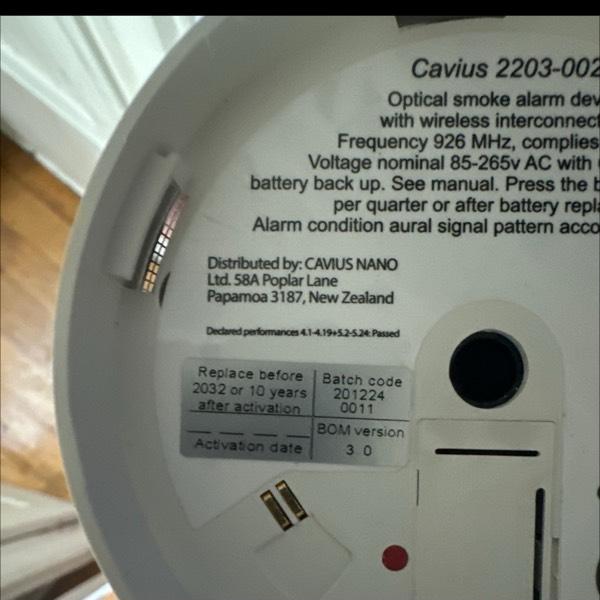 Cavius 2203-002
Optical smoke alarm dev
with wireless interconnect
Frequency 926 MHz, complies
Voltage nominal 85-265v AC with
battery back up. See manual. Press the b
per quarter or after battery repl
Alarm condition aural signal pattern acco
Distributed by: CAVIUS NANO
Ltd. 58A Poplar Lane
Papamoa 3187, New Zealand
Declared performances 4.1-4.19+5.2-5.24: Passed
Replace before
2032 or 10 years
after activation
Activation date
Batch code
201224
0011
BOM version
3.0